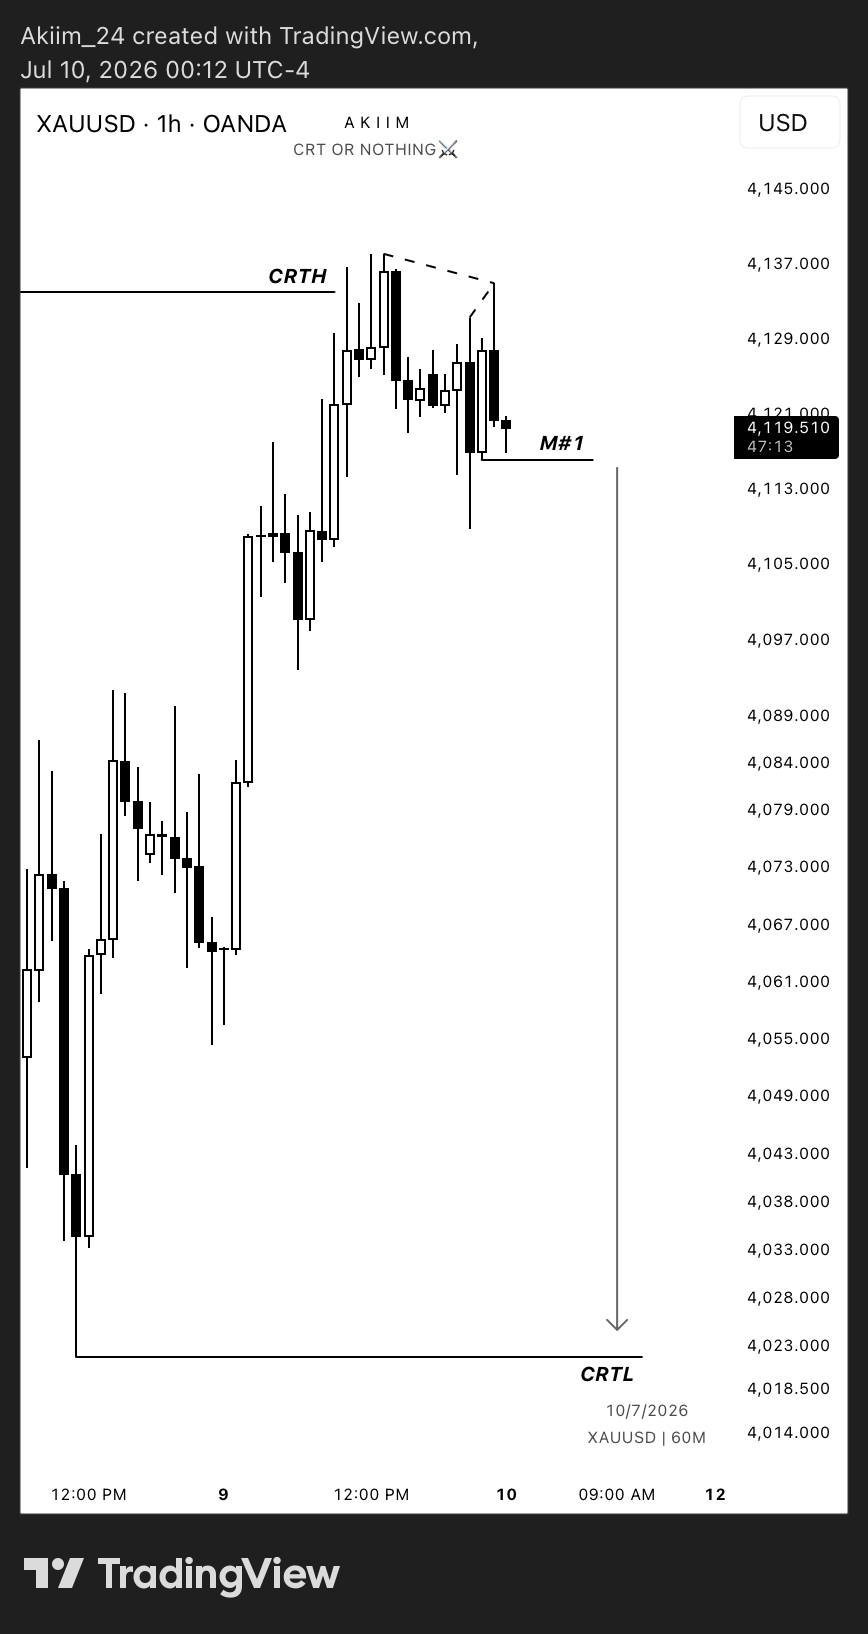 Akiim_24 created with TradingView.com,
Jul 10, 2026 00:12 UTC-4
XAUUSD · 1h · OANDA
AKIIM
CRT OR NOTHING⚔
USD
4,145.000
4,137.000
CRTH
4,129.000
4,121.000
4,119.510
47:13
M#1
4,113.000
4,105.000
4,097.000
4,089.000
4,084.000
4,079.000
4,073.000
4,067.000
4,061.000
4,055.000
4,049.000
4,043.000
4,038.000
4,033.000
4,028.000
4,023.000
CRTL
4,018.500
10/7/2026
4,014.000
XAUUSD | 60M
12:00 PM 9 12:00 PM 10 09:00 AM 12
TradingView